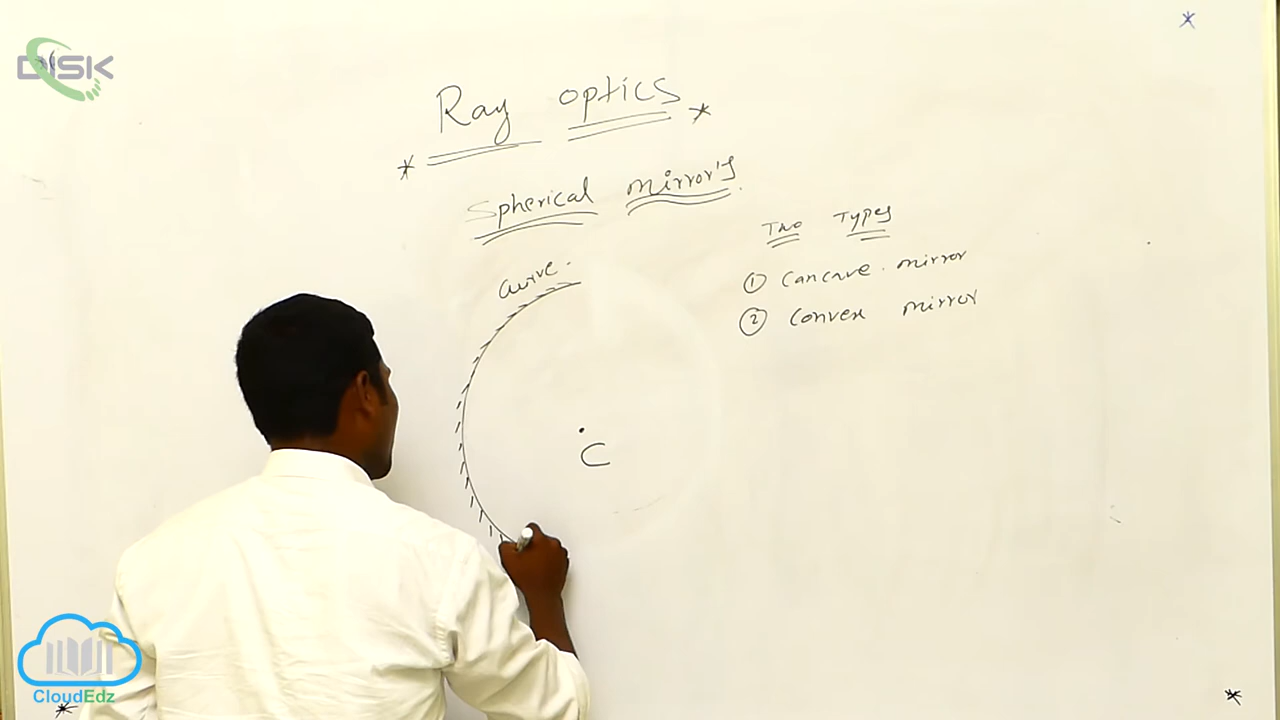 DISK
Ray optics
Spherical mirror's
Two Types
curve.
① Concave. mirror
② Convex mirror
C
CloudEdz